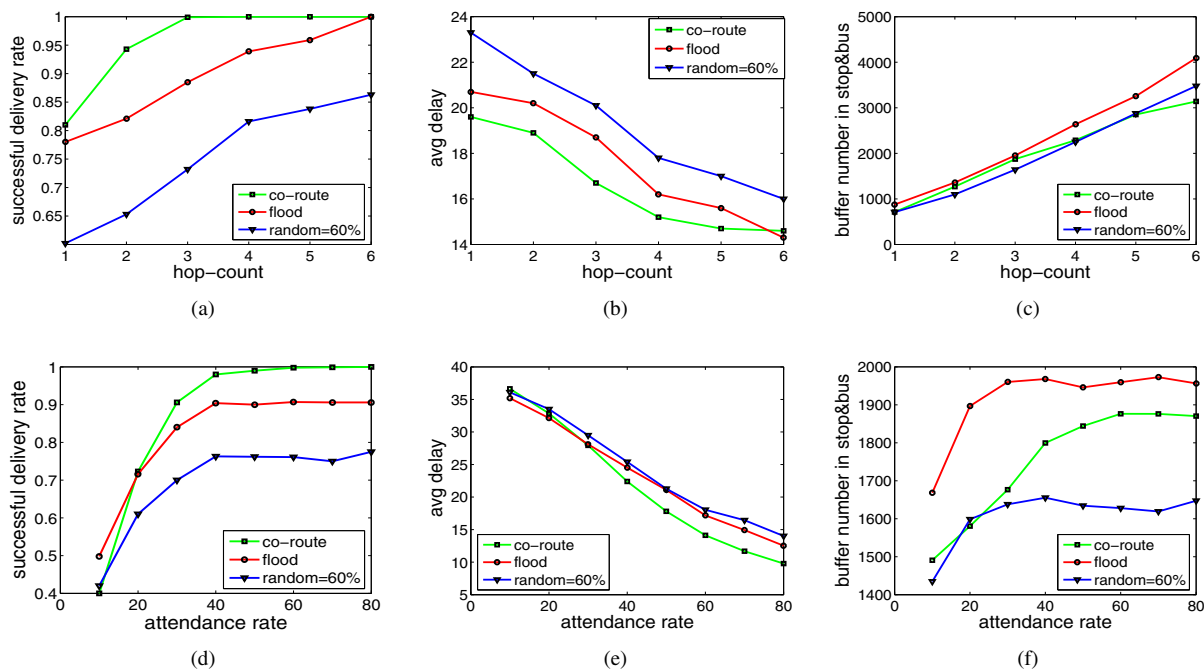 1
0.95
0.9
0.85
0.8
0.75
0.7
0.65
1 2 3 4 5 6
successful delivery rate
hop−count
co−route
flood
random=60%
(a)
24
22
20
18
16
14
1 2 3 4 5 6
avg delay
hop−count
co−route
flood
random=60%
(b)
5000
4000
3000
2000
1000
0
1 2 3 4 5 6
buffer number in stop&bus
hop−count
co−route
flood
random=60%
(c)
1
0.9
0.8
0.7
0.6
0.5
0.4
0 20 40 60 80
successful delivery rate
attendance rate
co−route
flood
random=60%
(d)
40
35
30
25
20
15
10
5
0 20 40 60 80
avg delay
attendance rate
co−route
flood
random=60%
(e)
2000
1900
1800
1700
1600
1500
1400
0 20 40 60 80
buffer number in stop&bus
attendance rate
co−route
flood
random=60%
(f)